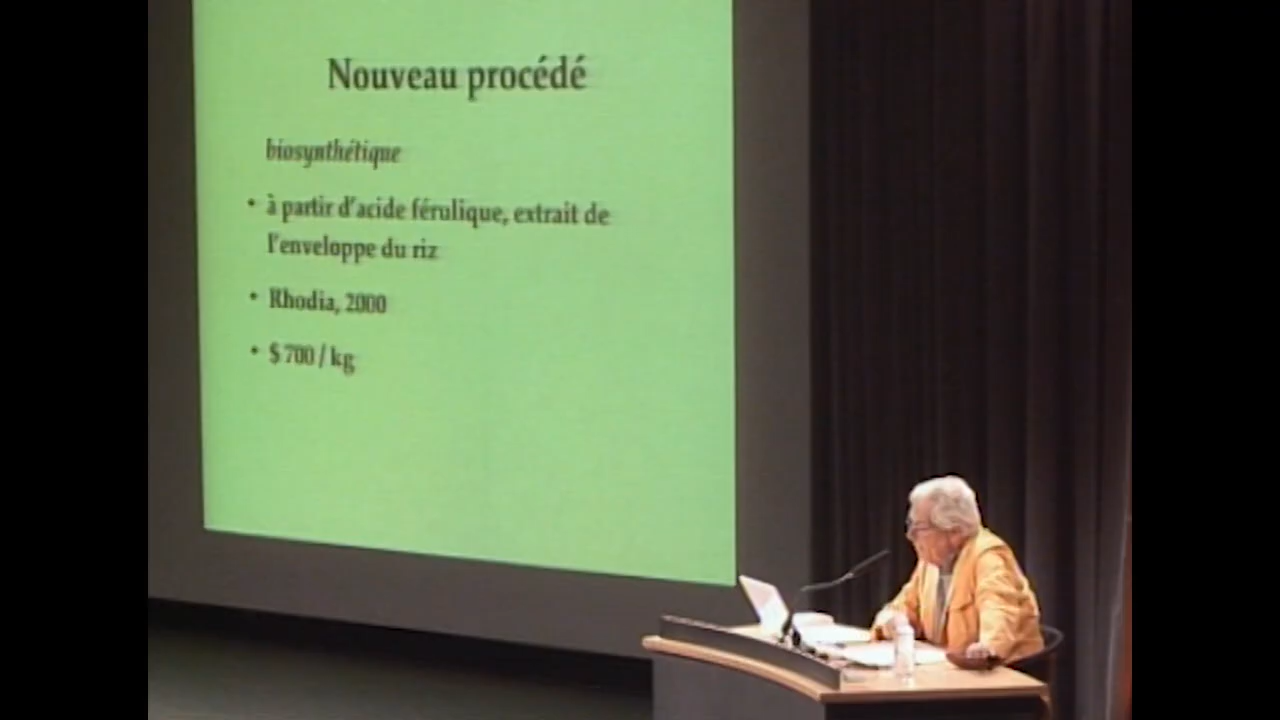 Nouveau procédé
biosynthétique
• à partir d'acide férulique, extrait de
l'enveloppe du riz
• Rhodia, 2000
• $ 700 / kg